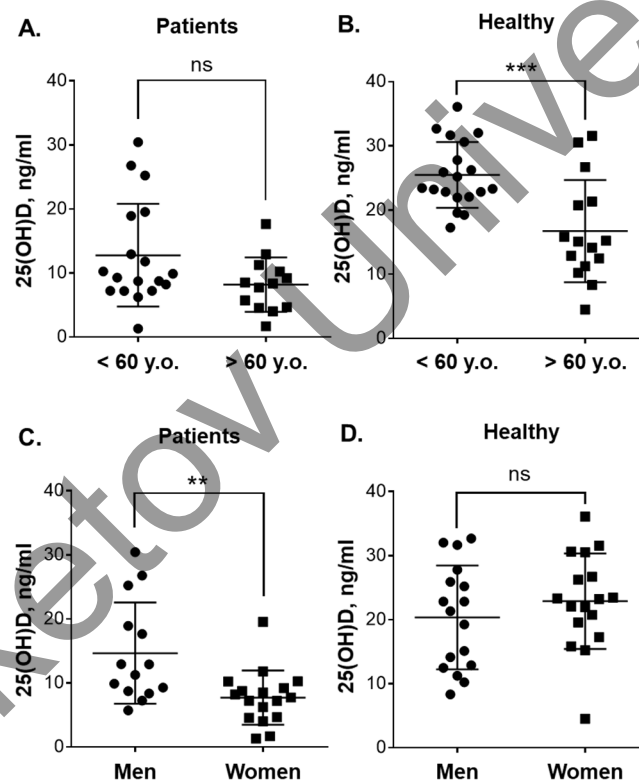 A.
Patients
ns
40
30
20
10
0
25(OH)D, ng/ml
< 60 y.o.
> 60 y.o.
B.
Healthy
***
40
30
20
10
0
25(OH)D, ng/ml
< 60 y.o.
> 60 y.o.
C.
Patients
**
40
30
20
10
0
25(OH)D, ng/ml
Men
Women
D.
Healthy
ns
40
30
20
10
0
25(OH)D, ng/ml
Men
Women